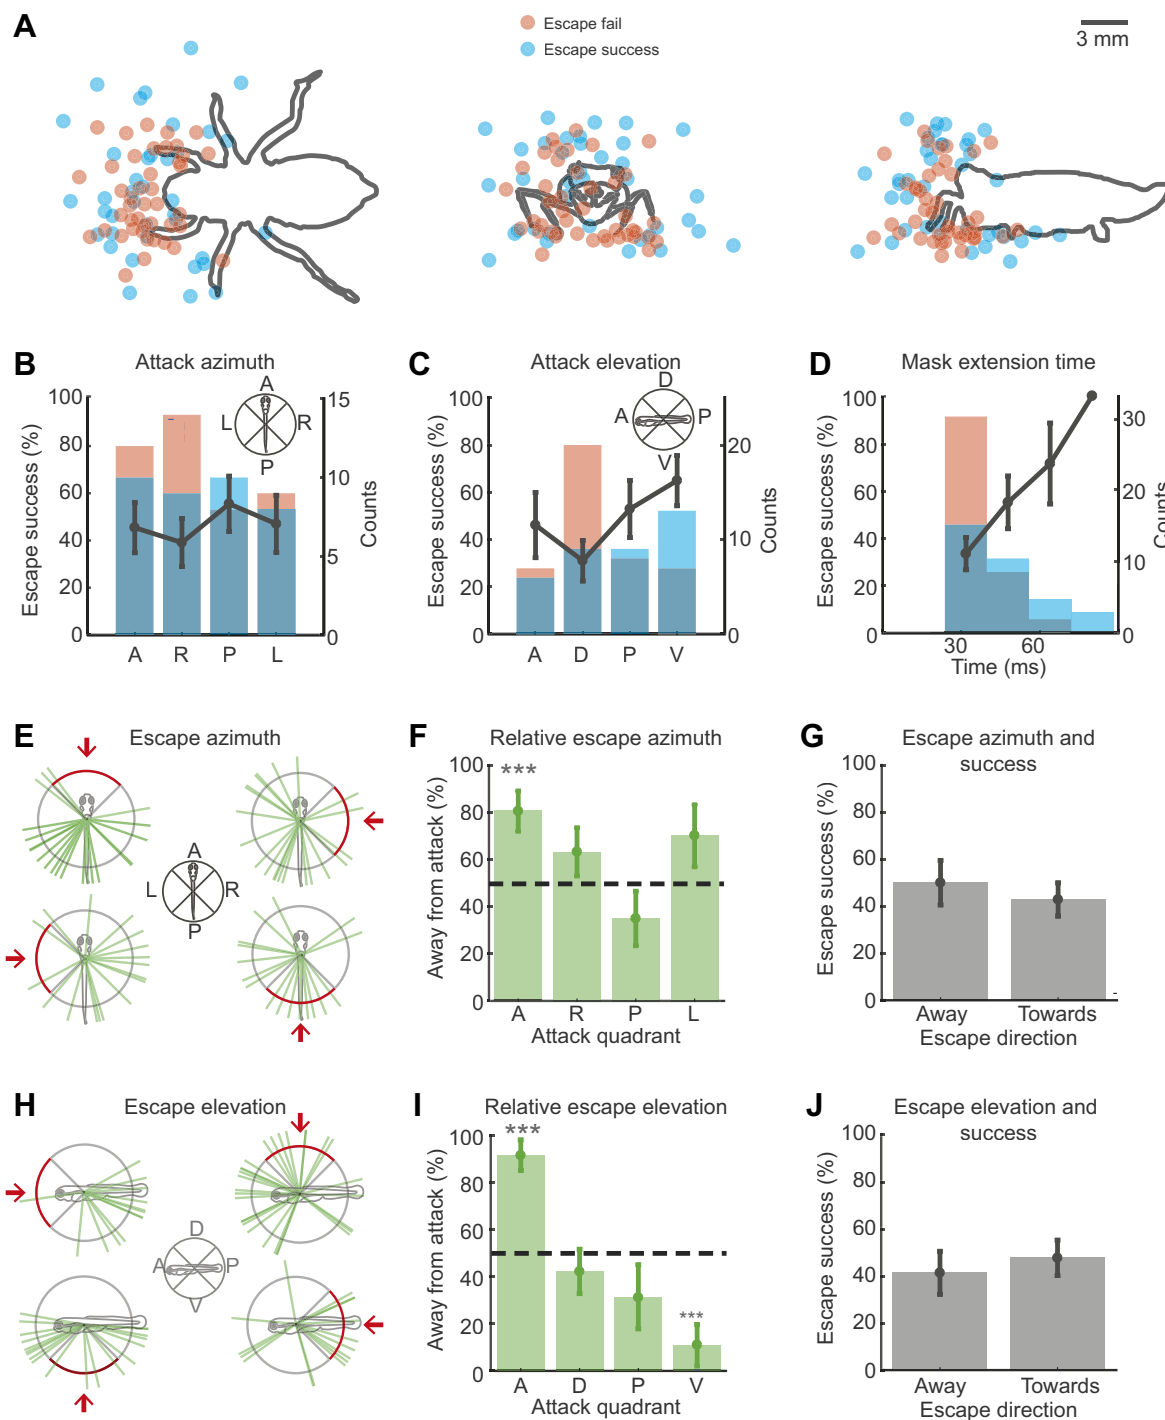 A
Escape fail
Escape success
3 mm
B
Attack azimuth
Escape success (%)
100
80
60
40
20
0
15
10
5
0
Counts
A
L
R
P
A
R
P
L
C
Attack elevation
Escape success (%)
100
80
60
40
20
0
20
10
0
Counts
D
A
P
V
A
D
P
V
D
Mask extension time
Escape success (%)
100
80
60
40
20
0
30
20
10
0
Counts
30
60
Time (ms)
E
Escape azimuth
A
L
R
P
F
Relative escape azimuth
Away from attack (%)
100
80
60
40
20
0
***
A
R
P
L
Attack quadrant
G
Escape azimuth and
success
Escape success (%)
100
80
60
40
20
0
Away
Towards
Escape direction
H
Escape elevation
D
A
P
V
I
Relative escape elevation
Away from attack (%)
100
80
60
40
20
0
***
***
A
D
P
V
Attack quadrant
J
Escape elevation and
success
Escape success (%)
100
80
60
40
20
0
Away
Towards
Escape direction